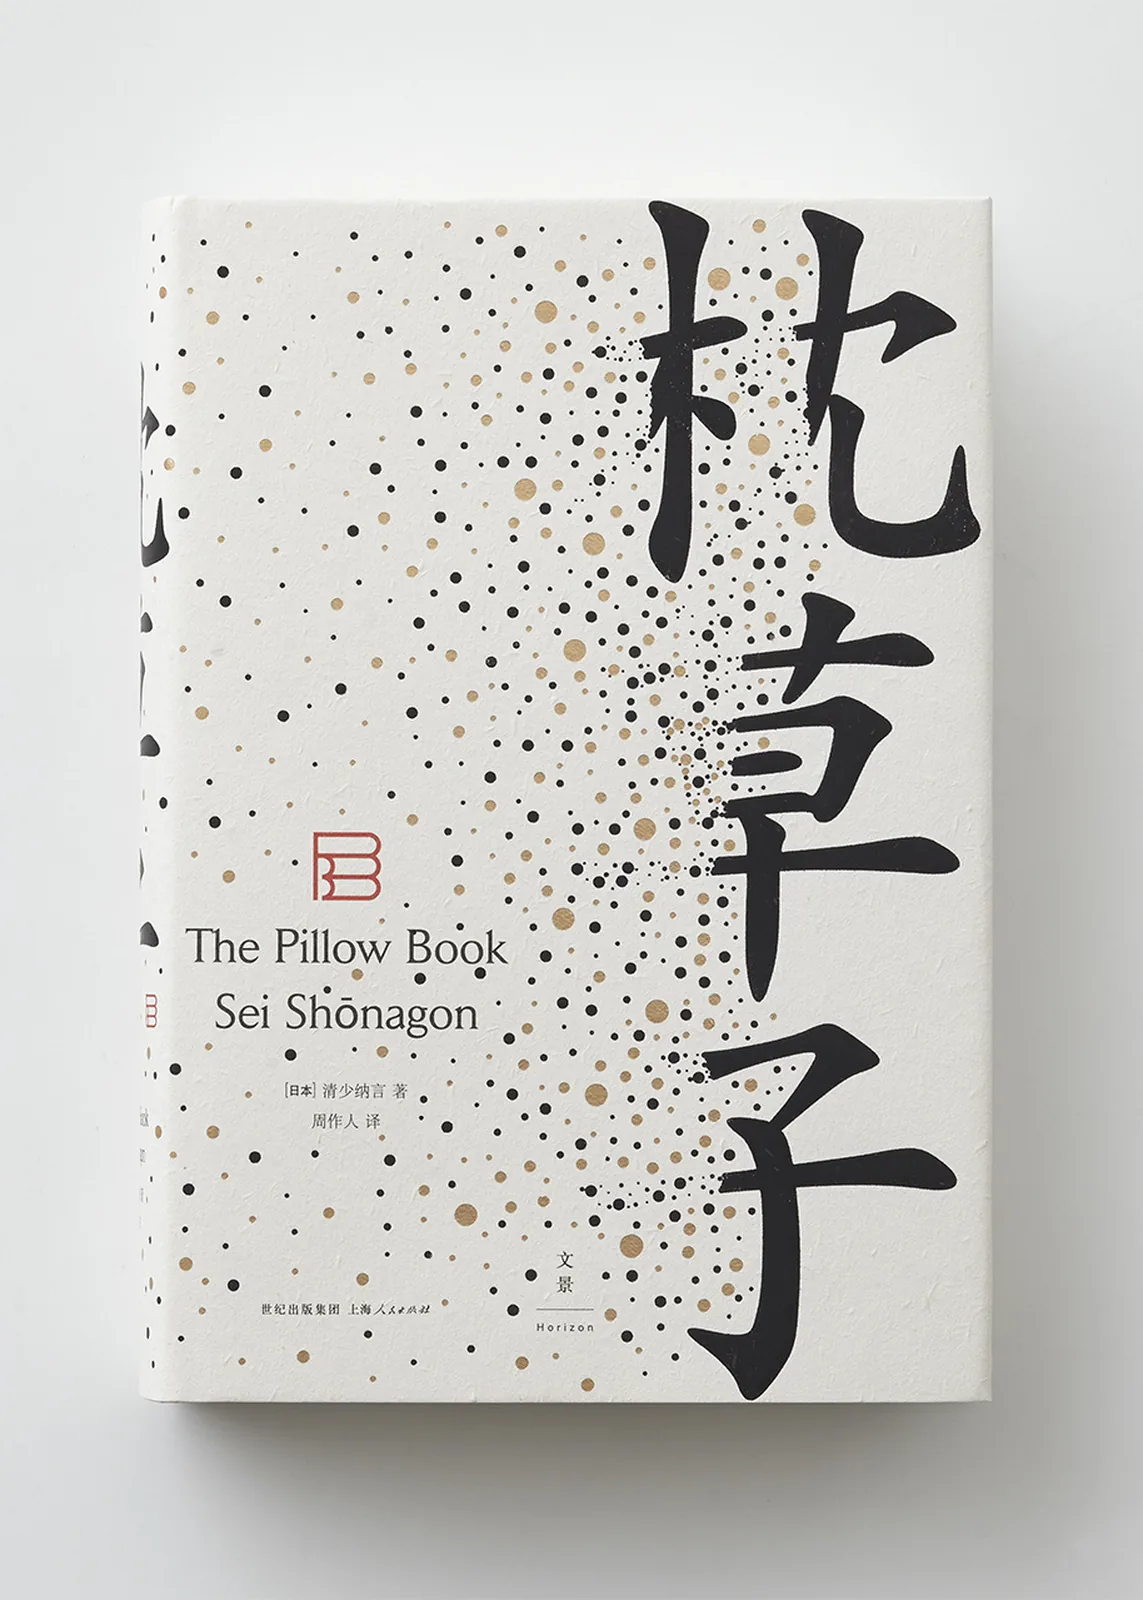 枕草子
The Pillow Book
Sei Shōnagon
[日本] 清少纳言 著
周作人 译
世纪出版集团 上海人民出版社
文景
Horizon